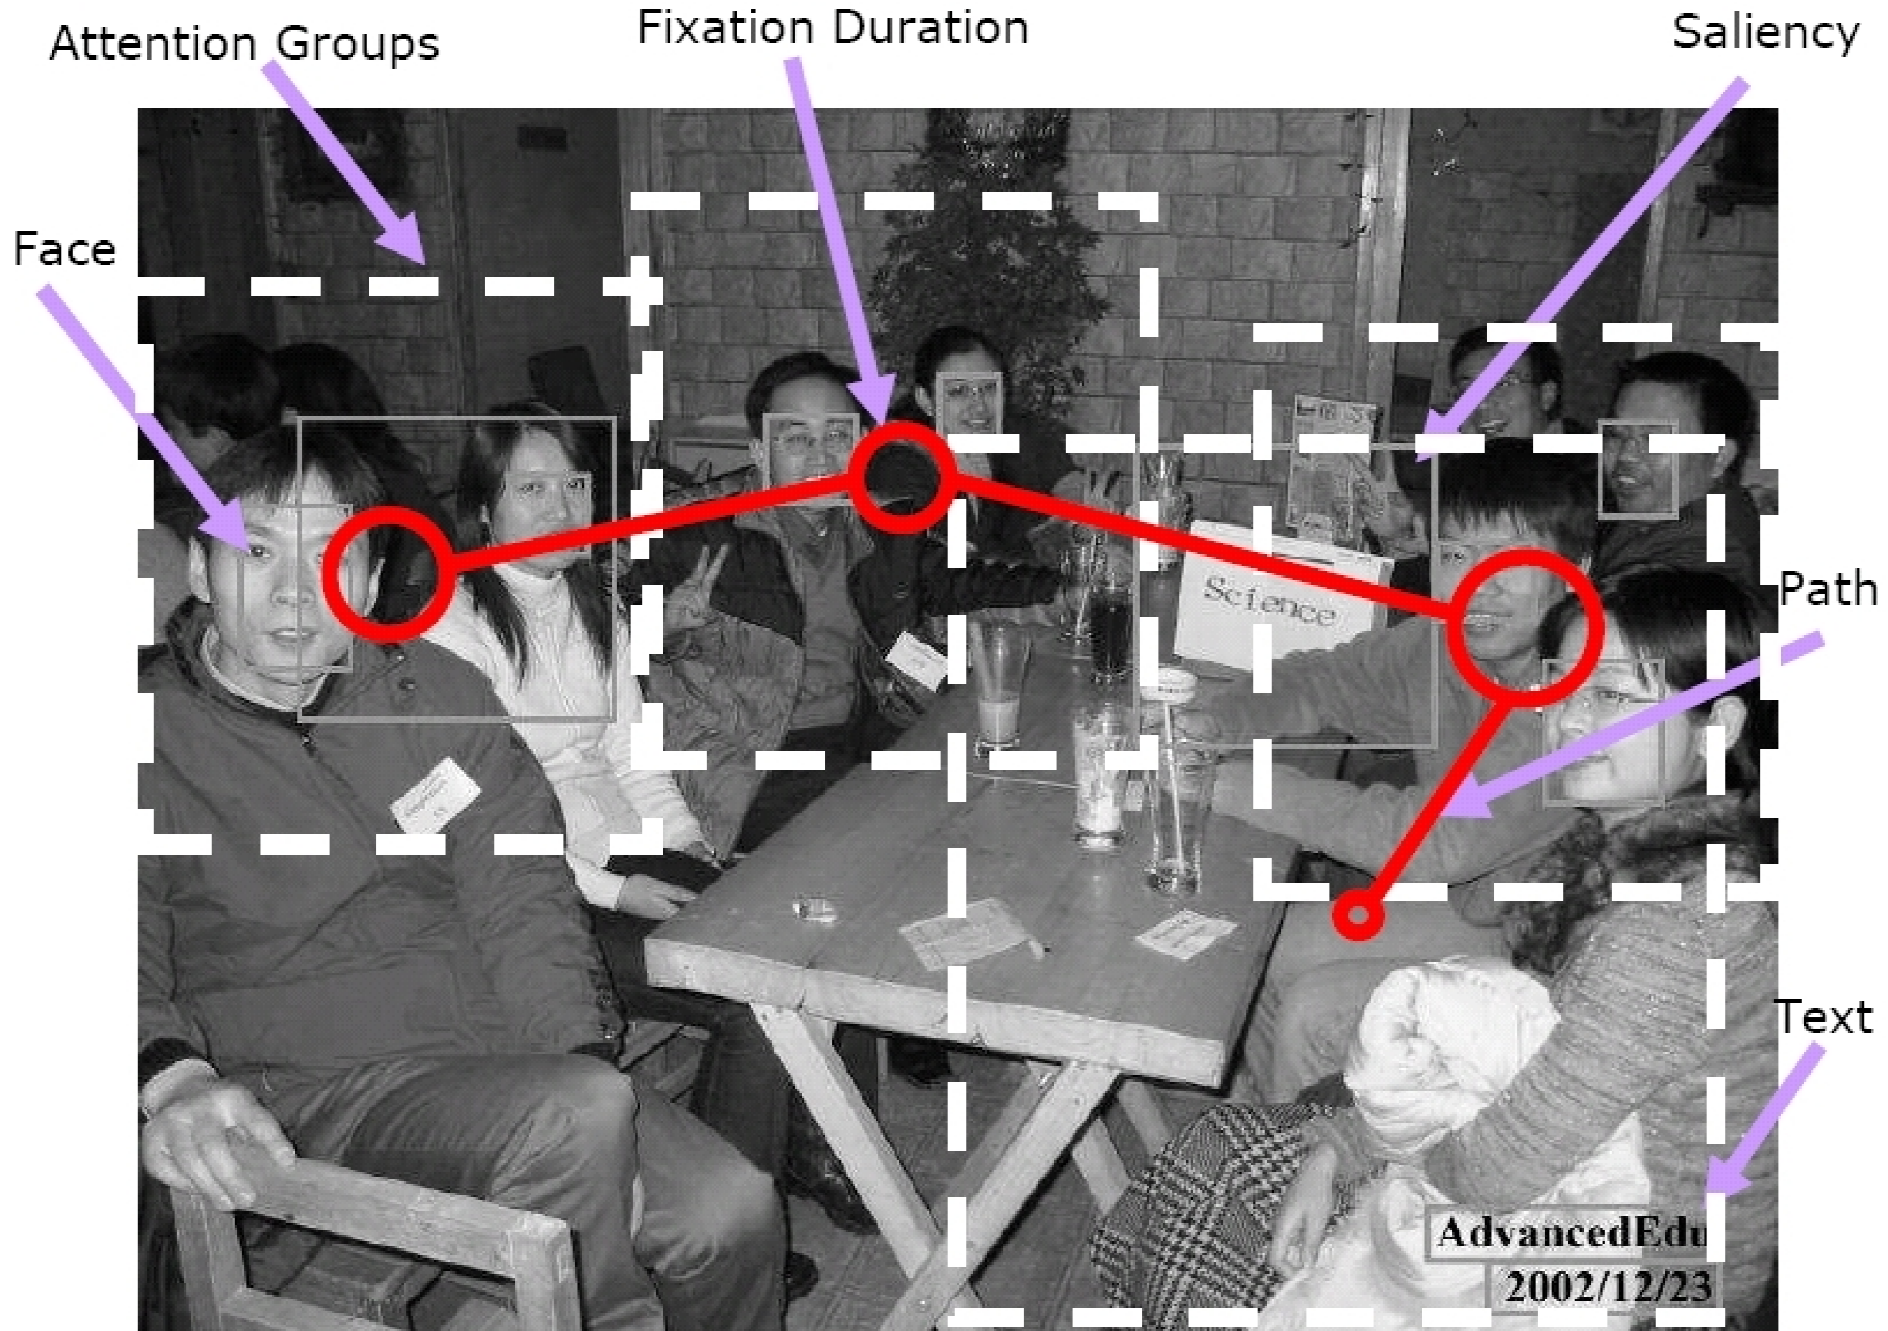 Attention Groups
Fixation Duration
Saliency
Face
Science
Path
Text
AdvancedEdu
2002/12/23